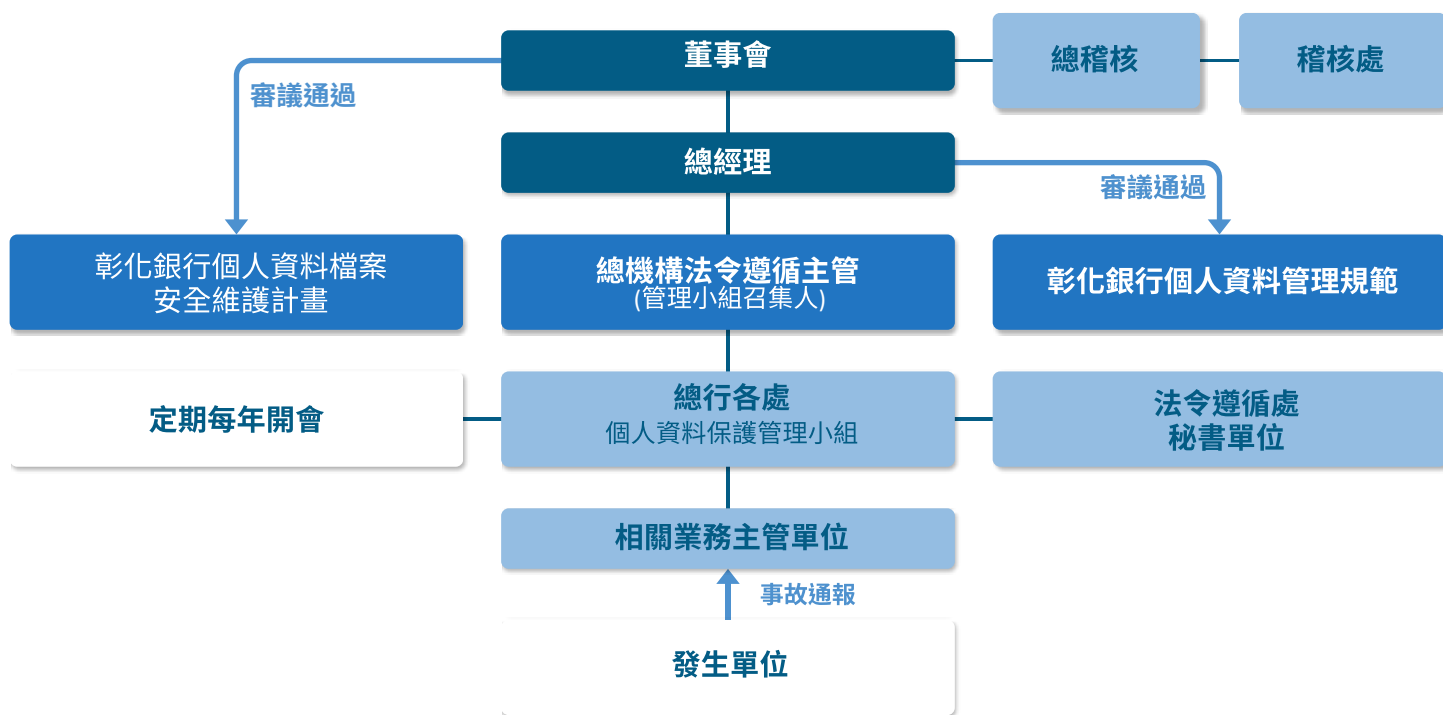 董事會
總稽核
稽核處
審議通過
總經理
審議通過
彰化銀行個人資料檔案
安全維護計畫
總機構法令遵循主管
(管理小組召集人)
彰化銀行個人資料管理規範
定期每年開會
總行各處
個人資料保護管理小組
法令遵循處
秘書單位
相關業務主管單位
事故通報
發生單位